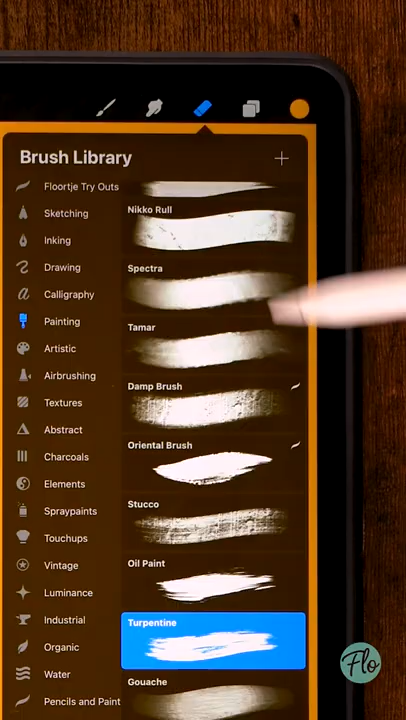 Brush Library
Floortje Try Outs
Sketching
Inking
Drawing
Calligraphy
Painting
Artistic
Airbrushing
Textures
Abstract
Charcoals
Elements
Spraypaints
Touchups
Vintage
Luminance
Industrial
Organic
Water
Pencils and Paint
Nikko Rull
Spectra
Tamar
Damp Brush
Oriental Brush
Stucco
Oil Paint
Turpentine
Gouache
Flo